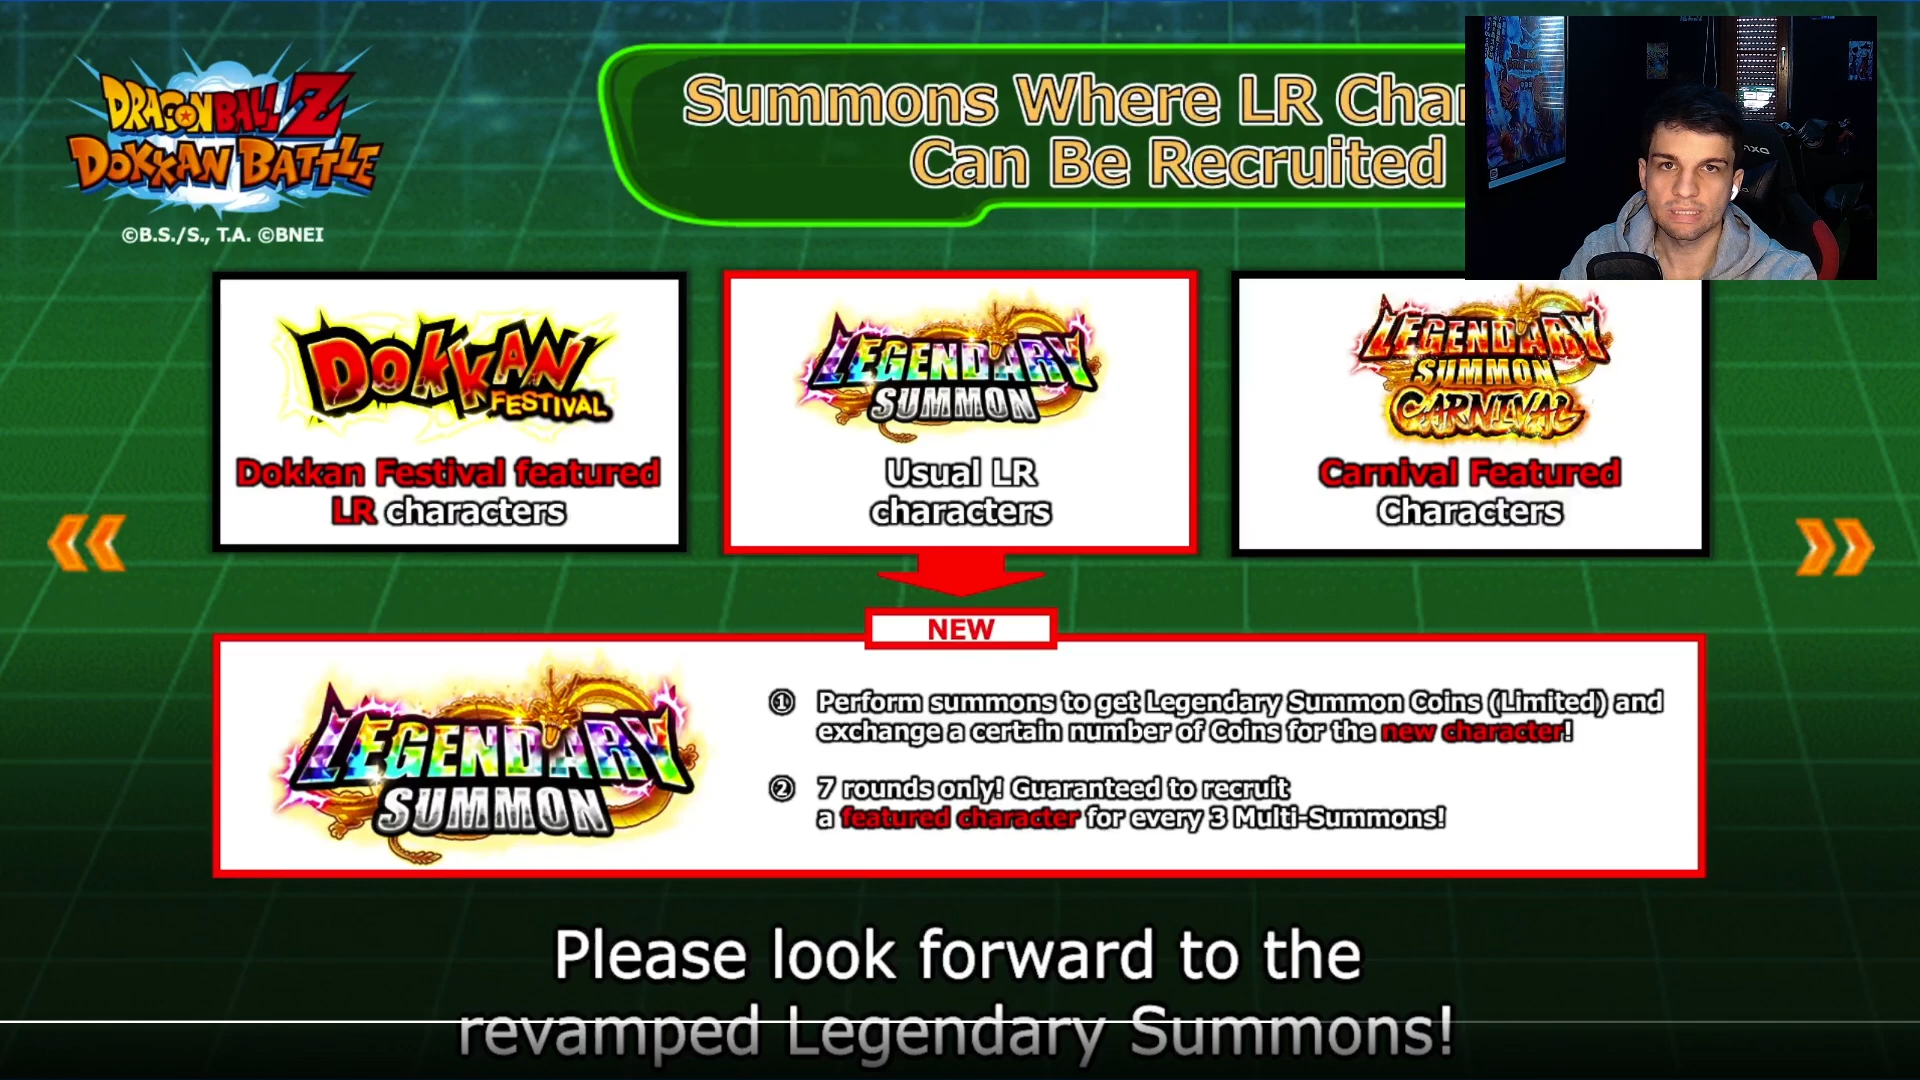 DRAGON BALL Z
DOKKAN BATTLE
©B.S./S., T.A. ©BNEI
Summons Where LR
Can Be Recruited
DOKKAN
FESTIVAL
Dokkan Festival featured
LR characters
LEGENDARY
SUMMON
Usual LR
characters
LEGENDARY
SUMMON
CARNIVAL
Carnival Featured
Characters
NEW
LEGENDARY
SUMMON
① Perform summons to get Legendary Summon Coins (Limited) and
exchange a certain number of Coins for the new character!
② 7 rounds only! Guaranteed to recruit
a featured character for every 3 Multi-Summons!
Please look forward to the
revamped Legendary Summons!